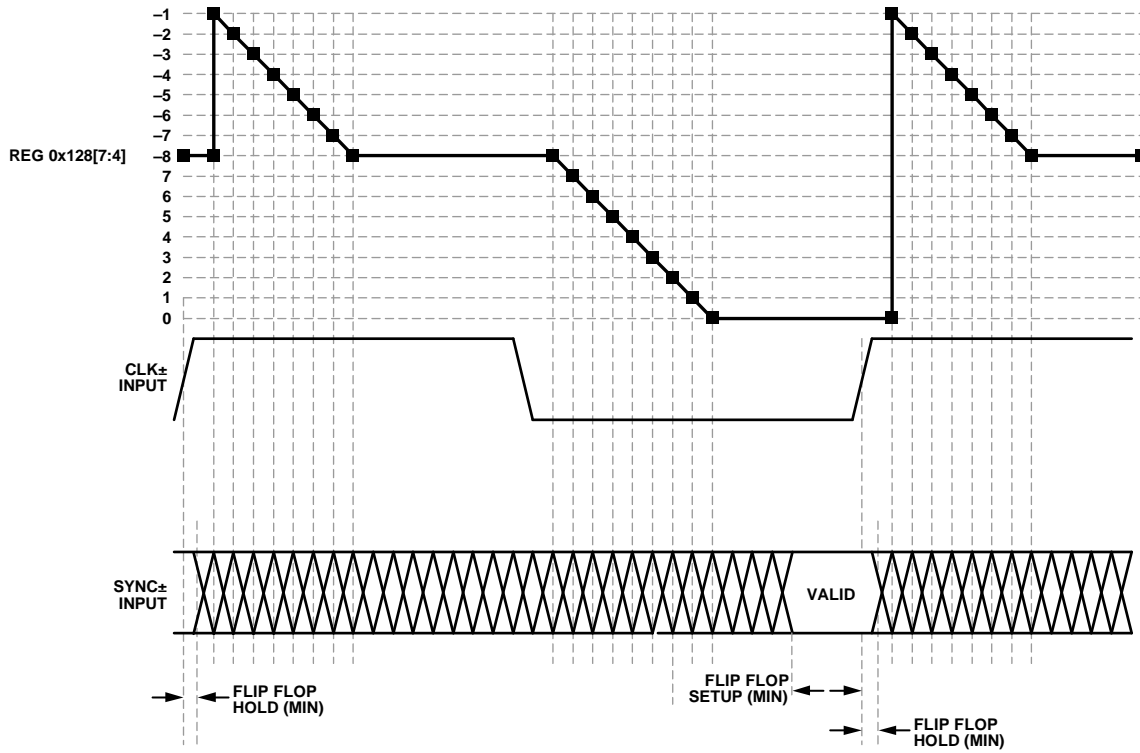 –1
–2
–3
–4
–5
–6
–7
REG 0x128[7:4]
–8
7
6
5
4
3
2
1
0
CLK±
INPUT
SYNC±
INPUT
VALID
FLIP FLOP
HOLD (MIN)
FLIP FLOP
SETUP (MIN)
FLIP FLOP
HOLD (MIN)